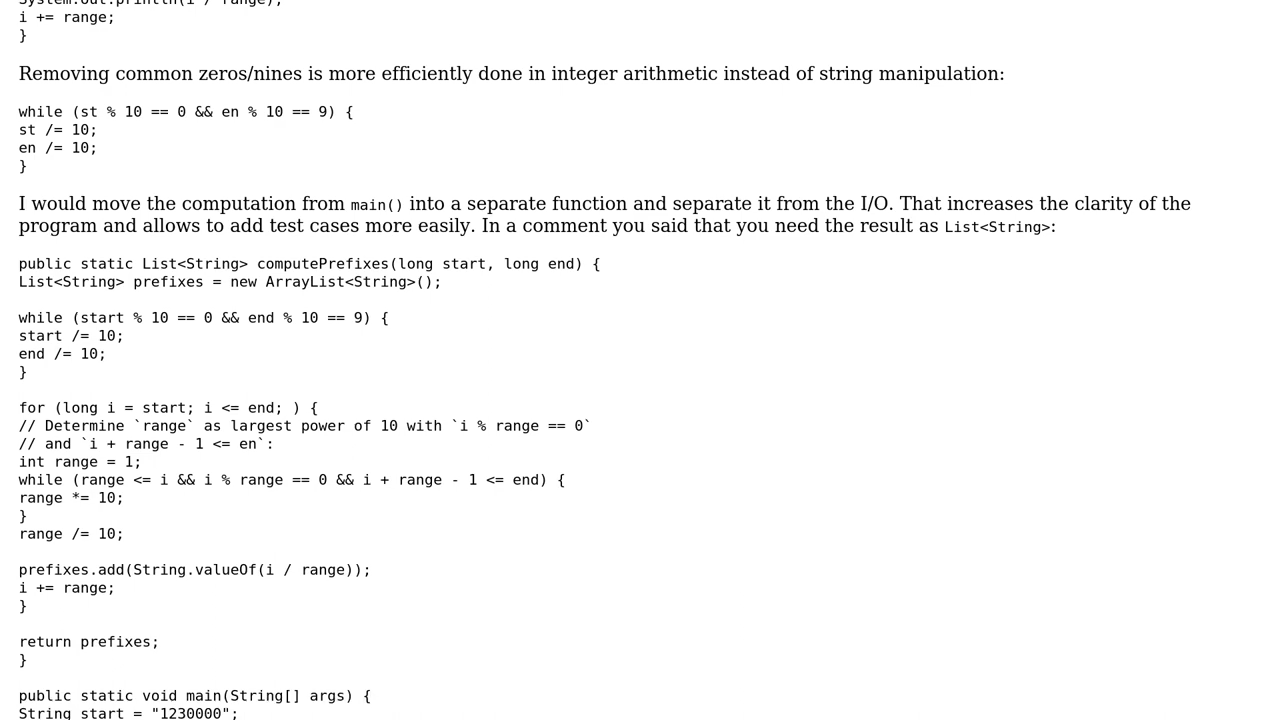 System.out.println(i / range);
i += range;
}
Removing common zeros/nines is more efficiently done in integer arithmetic instead of string manipulation:
while (st % 10 == 0 && en % 10 == 9) {
st /= 10;
en /= 10;
}
I would move the computation from main() into a separate function and separate it from the I/O. That increases the clarity of the
program and allows to add test cases more easily. In a comment you said that you need the result as List<String>:
public static List<String> computePrefixes(long start, long end) {
List<String> prefixes = new ArrayList<String>();
while (start % 10 == 0 && end % 10 == 9) {
start /= 10;
end /= 10;
}
for (long i = start; i <= end; ) {
// Determine `range` as largest power of 10 with `i % range == 0`
// and `i + range - 1 <= en`:
int range = 1;
while (range <= i && i % range == 0 && i + range - 1 <= end) {
range *= 10;
}
range /= 10;
prefixes.add(String.valueOf(i / range));
i += range;
}
return prefixes;
}
public static void main(String[] args) {
String start = "1230000";